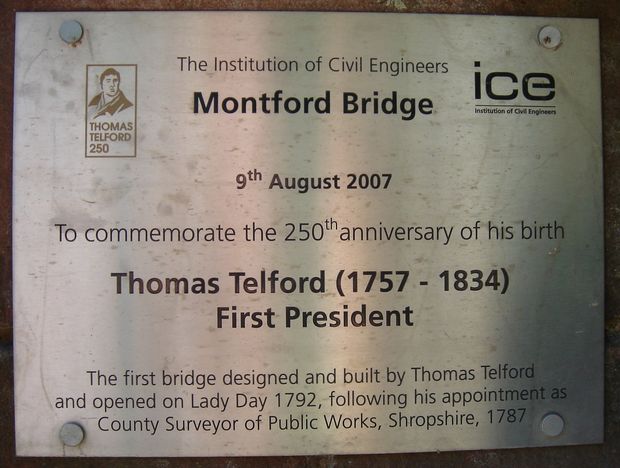 The Institution of Civil Engineers
Montford Bridge
THOMAS
TELFORD
250
ice
Institution of Civil Engineers
9th August 2007
To commemorate the 250th anniversary of his birth
Thomas Telford (1757 - 1834)
First President
The first bridge designed and built by Thomas Telford
and opened on Lady Day 1792, following his appointment as
County Surveyor of Public Works, Shropshire, 1787